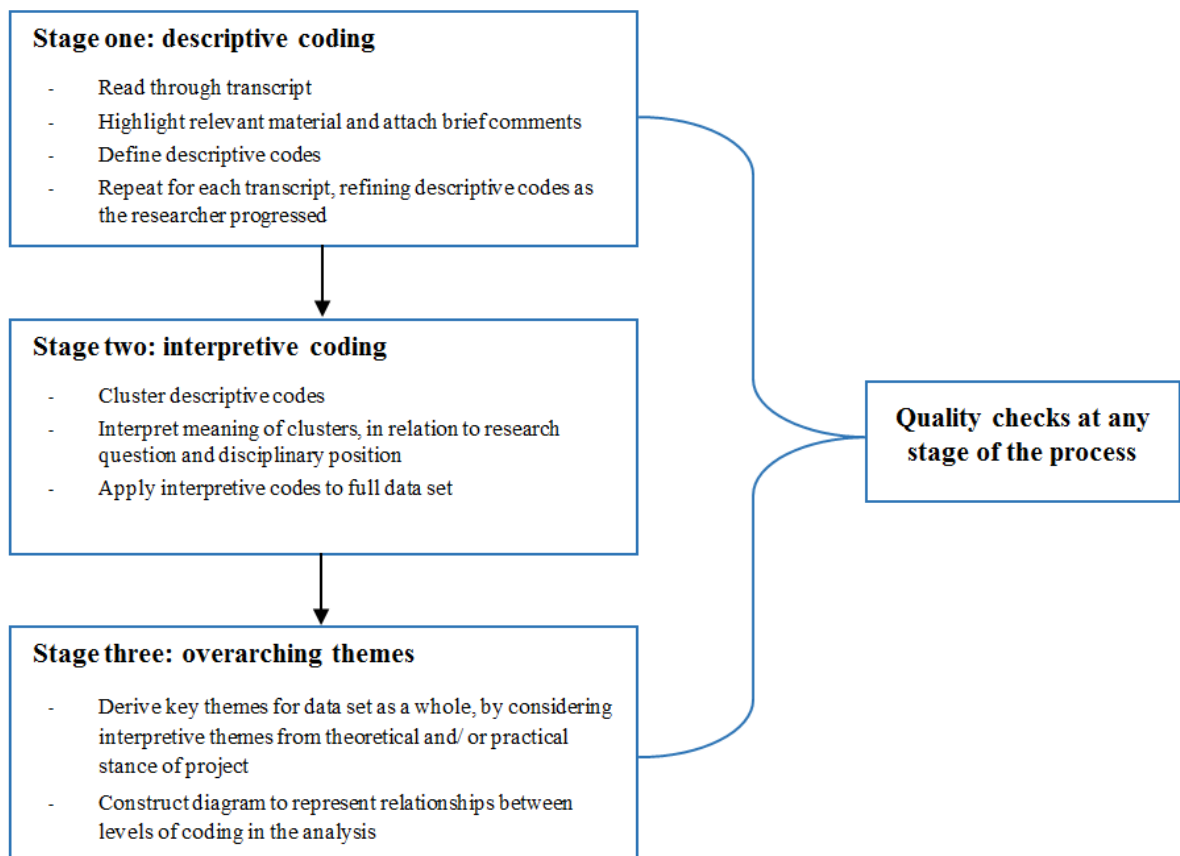 Stage one: descriptive coding
- Read through transcript
- Highlight relevant material and attach brief comments
- Define descriptive codes
- Repeat for each transcript, refining descriptive codes as
the researcher progressed
Stage two: interpretive coding
- Cluster descriptive codes
- Interpret meaning of clusters, in relation to research
question and disciplinary position
- Apply interpretive codes to full data set
Stage three: overarching themes
- Derive key themes for data set as a whole, by considering
interpretive themes from theoretical and/ or practical
stance of project
- Construct diagram to represent relationships between
levels of coding in the analysis
Quality checks at any
stage of the process